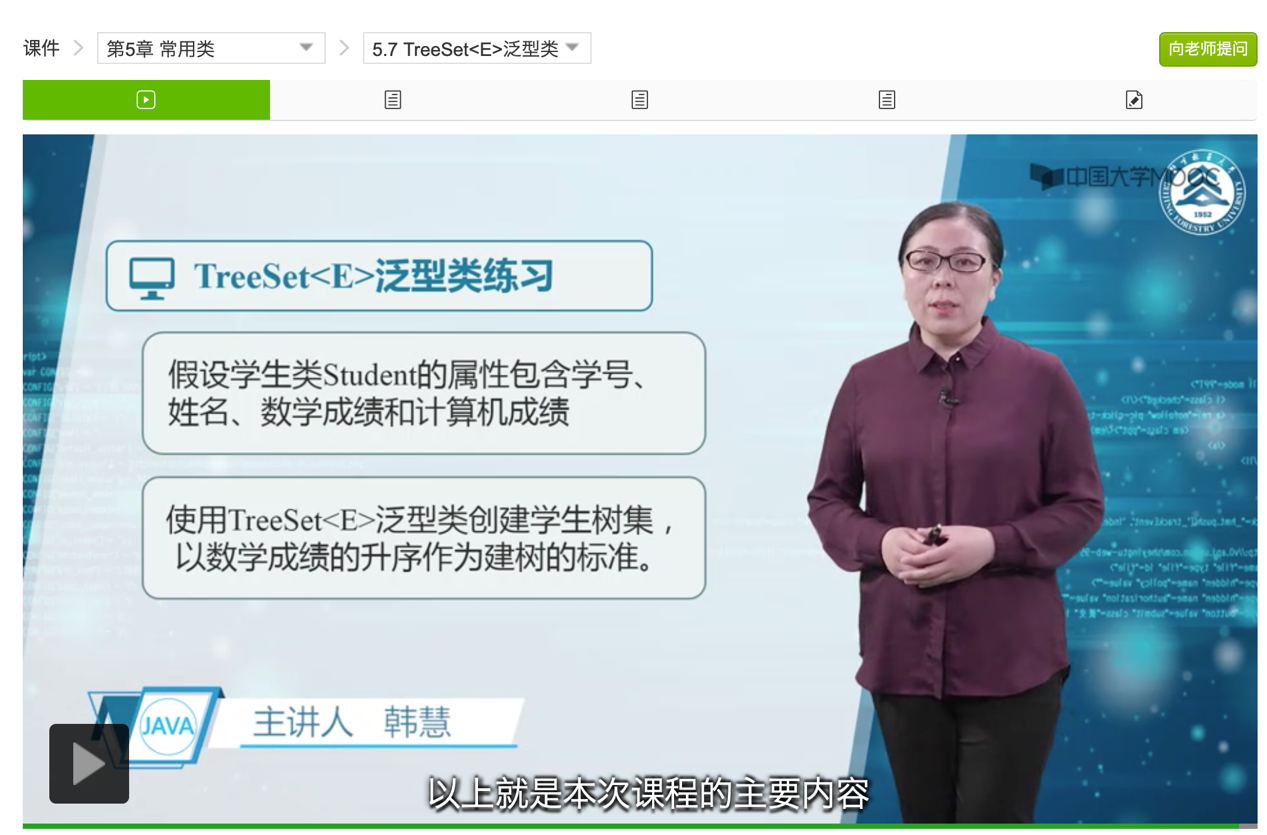 课件
第5章 常用类
5.7 TreeSet<E>泛型类
向老师提问
中国大学MOOC
1952
TreeSet<E>泛型类练习
假设学生类Student的属性包含学号、
姓名、数学成绩和计算机成绩
使用TreeSet<E>泛型类创建学生树集，
以数学成绩的升序作为建树的标准。
JAVA
主讲人 韩慧
以上就是本次课程的主要内容